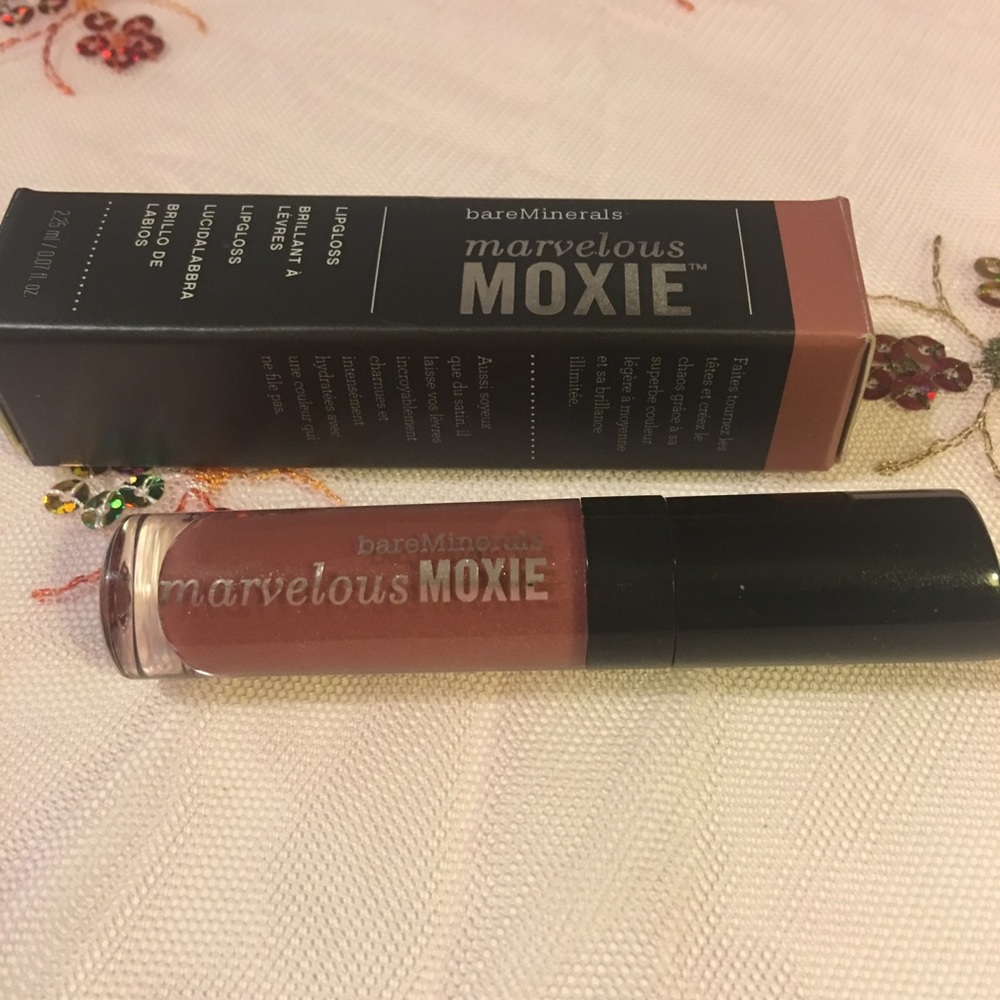 bareMinerals
marvelous
MOXIE™
LIPGLOSS
BRILLANT À
LÈVRES
LIPGLOSS
LUCIDALABBRA
BRILLO DE
LABIOS
2.25 ml / 0.07 fl. oz.
Faites tourner les
têtes et créez le
chaos grâce à sa
superbe couleur
légère à moyenne
et sa brillance
illimitée.
Aussi soyeux
que du satin, il
laisse vos lèvres
incroyablement
charnues et
intensément
hydratées avec
une couleur qui
ne file pas.
bareMinerals
marvelous MOXIE